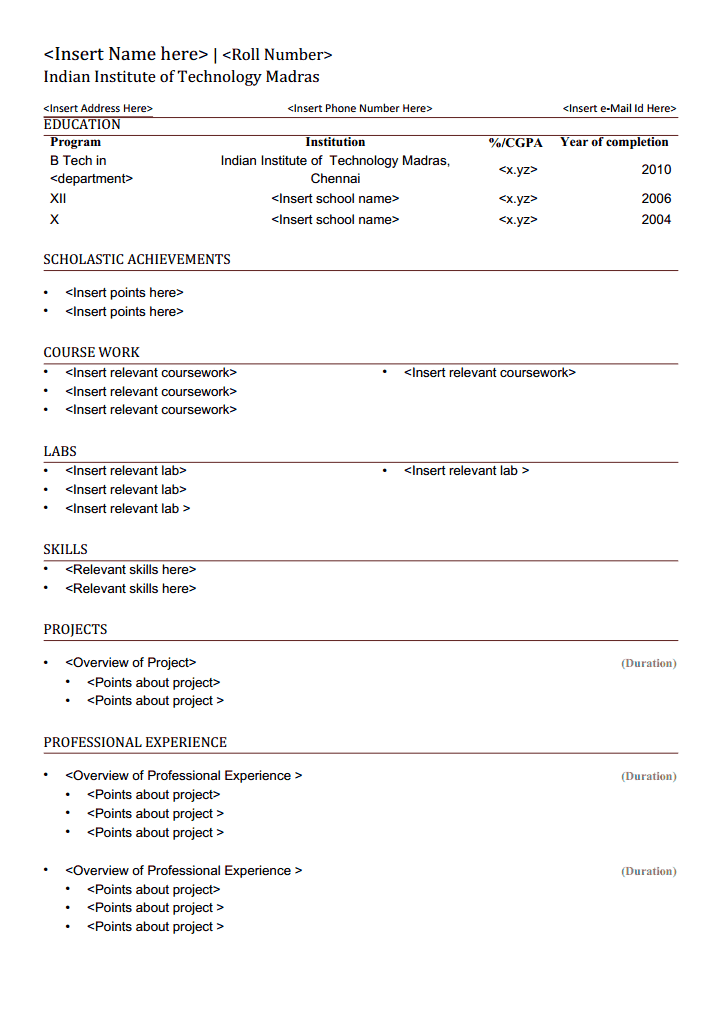 <Insert Name here> | <Roll Number>
Indian Institute of Technology Madras
<Insert Address Here> <Insert Phone Number Here> <Insert e-Mail Id Here>
EDUCATION
Program Institution %/CGPA Year of completion
B Tech in <department> Indian Institute of Technology Madras, Chennai <x.yz> 2010
XII <Insert school name> <x.yz> 2006
X <Insert school name> <x.yz> 2004
SCHOLASTIC ACHIEVEMENTS
• <Insert points here>
• <Insert points here>
COURSE WORK
• <Insert relevant coursework> • <Insert relevant coursework>
• <Insert relevant coursework>
• <Insert relevant coursework>
LABS
• <Insert relevant lab> • <Insert relevant lab >
• <Insert relevant lab>
• <Insert relevant lab >
SKILLS
• <Relevant skills here>
• <Relevant skills here>
PROJECTS
• <Overview of Project> (Duration)
• <Points about project>
• <Points about project >
PROFESSIONAL EXPERIENCE
• <Overview of Professional Experience > (Duration)
• <Points about project>
• <Points about project >
• <Points about project >
• <Overview of Professional Experience > (Duration)
• <Points about project>
• <Points about project >
• <Points about project >